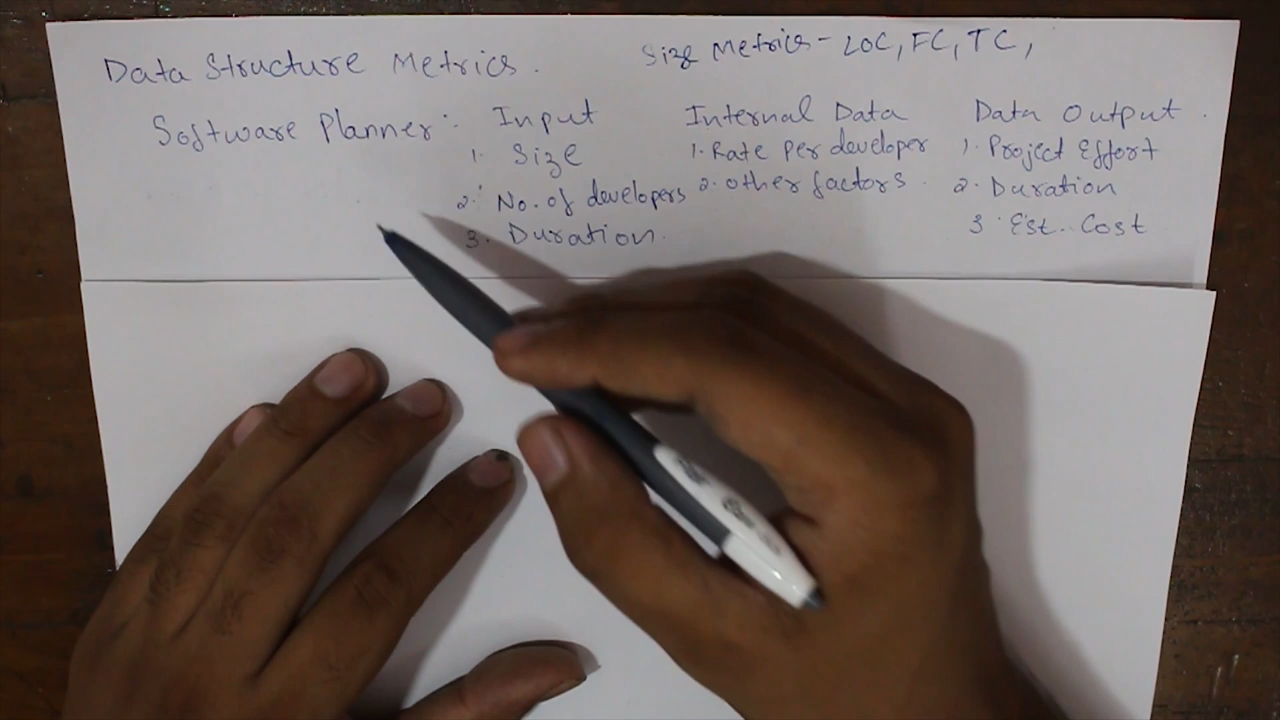 Data Structure Metrics.
Size Metrics - LOC, FC, TC,
Software Planner:- Input Internal Data Data Output.
1. Size 1. Rate Per developer 1. Project Effort
2. No. of developers 2. other factors. 2. Duration
3. Duration. 3. Est. Cost